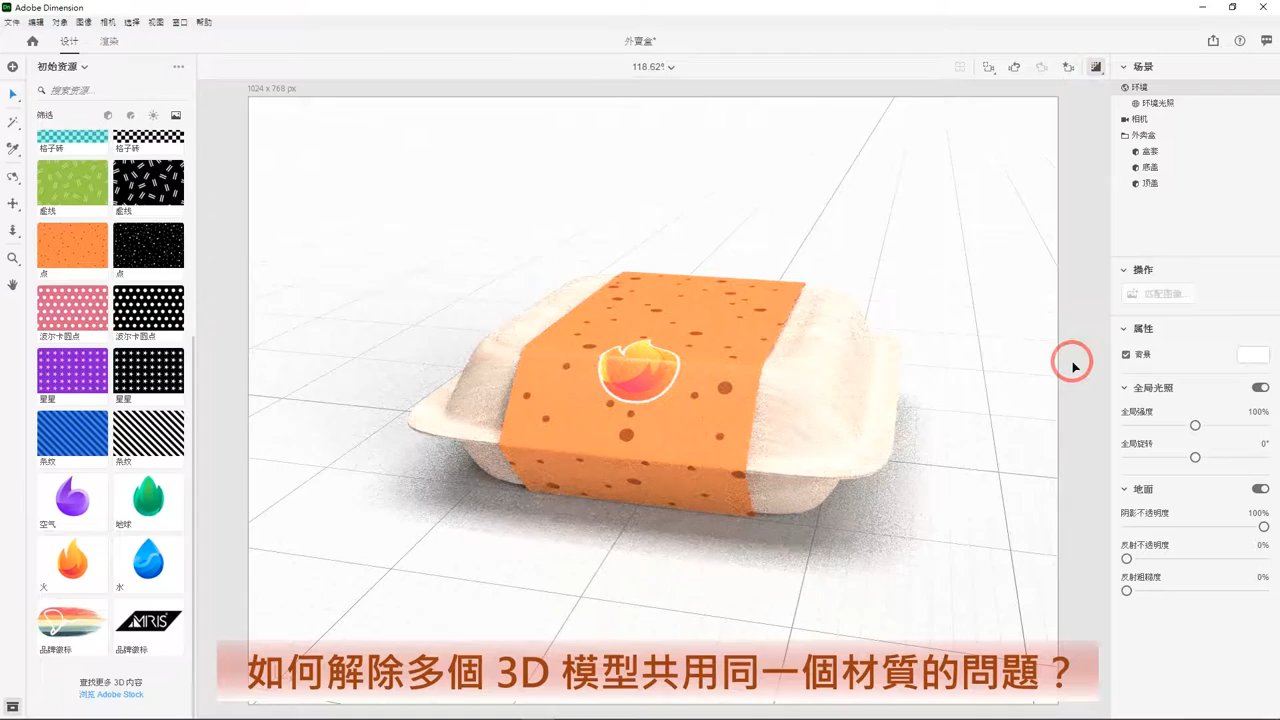 Dn Adobe Dimension
文件 编辑 对象 图像 相机 选择 视图 窗口 帮助
设计 渲染
外賣盒*
初始资源
118.62%
搜索资源...
1024 x 768 px
筛选
格子砖 格子砖
虚线 虚线
点 点
波尔卡圆点 波尔卡圆点
星星 星星
条纹 条纹
空气 地球
火 水
MRIS
品牌徽标 品牌徽标
查找更多 3D 内容
浏览 Adobe Stock
场景
环境
环境光照
相机
外卖盒
盒套
底盖
顶盖
操作
匹配图像...
属性
背景
全局光照
全局强度 100%
全局旋转 0°
地面
阴影不透明度 100%
反射不透明度 0%
反射粗糙度 0%
如何解除多個 3D 模型共用同一個材質的問題？